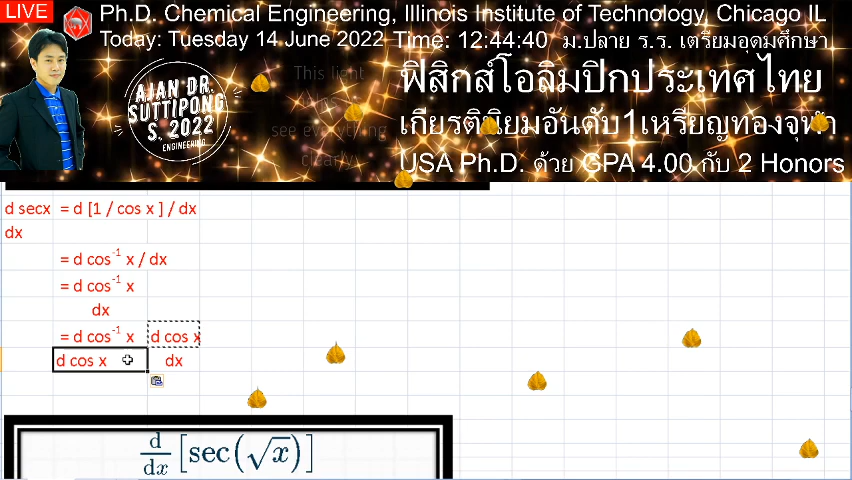 LIVE
Ph.D. Chemical Engineering, Illinois Institute of Technology, Chicago IL
Today: Tuesday 14 June 2022 Time: 12:44:40 ม.ปลาย ร.ร. เตรียมอุดมศึกษา
This light
ฟิสิกส์โอลิมปิกประเทศไทย
AJAN DR.
SUTTIPONG
S. 2022
ENGINEERING
see everything
clearly
เกียรตินิยมอันดับ1เหรียญทองจุฬา
USA Ph.D. ด้วย GPA 4.00 กับ 2 Honors
d secx = d [1 / cos x ] / dx
dx
= d cos⁻¹ x / dx
= d cos⁻¹ x
dx
= d cos⁻¹ x d cos x
d cos x dx
d/dx [sec(√x)]